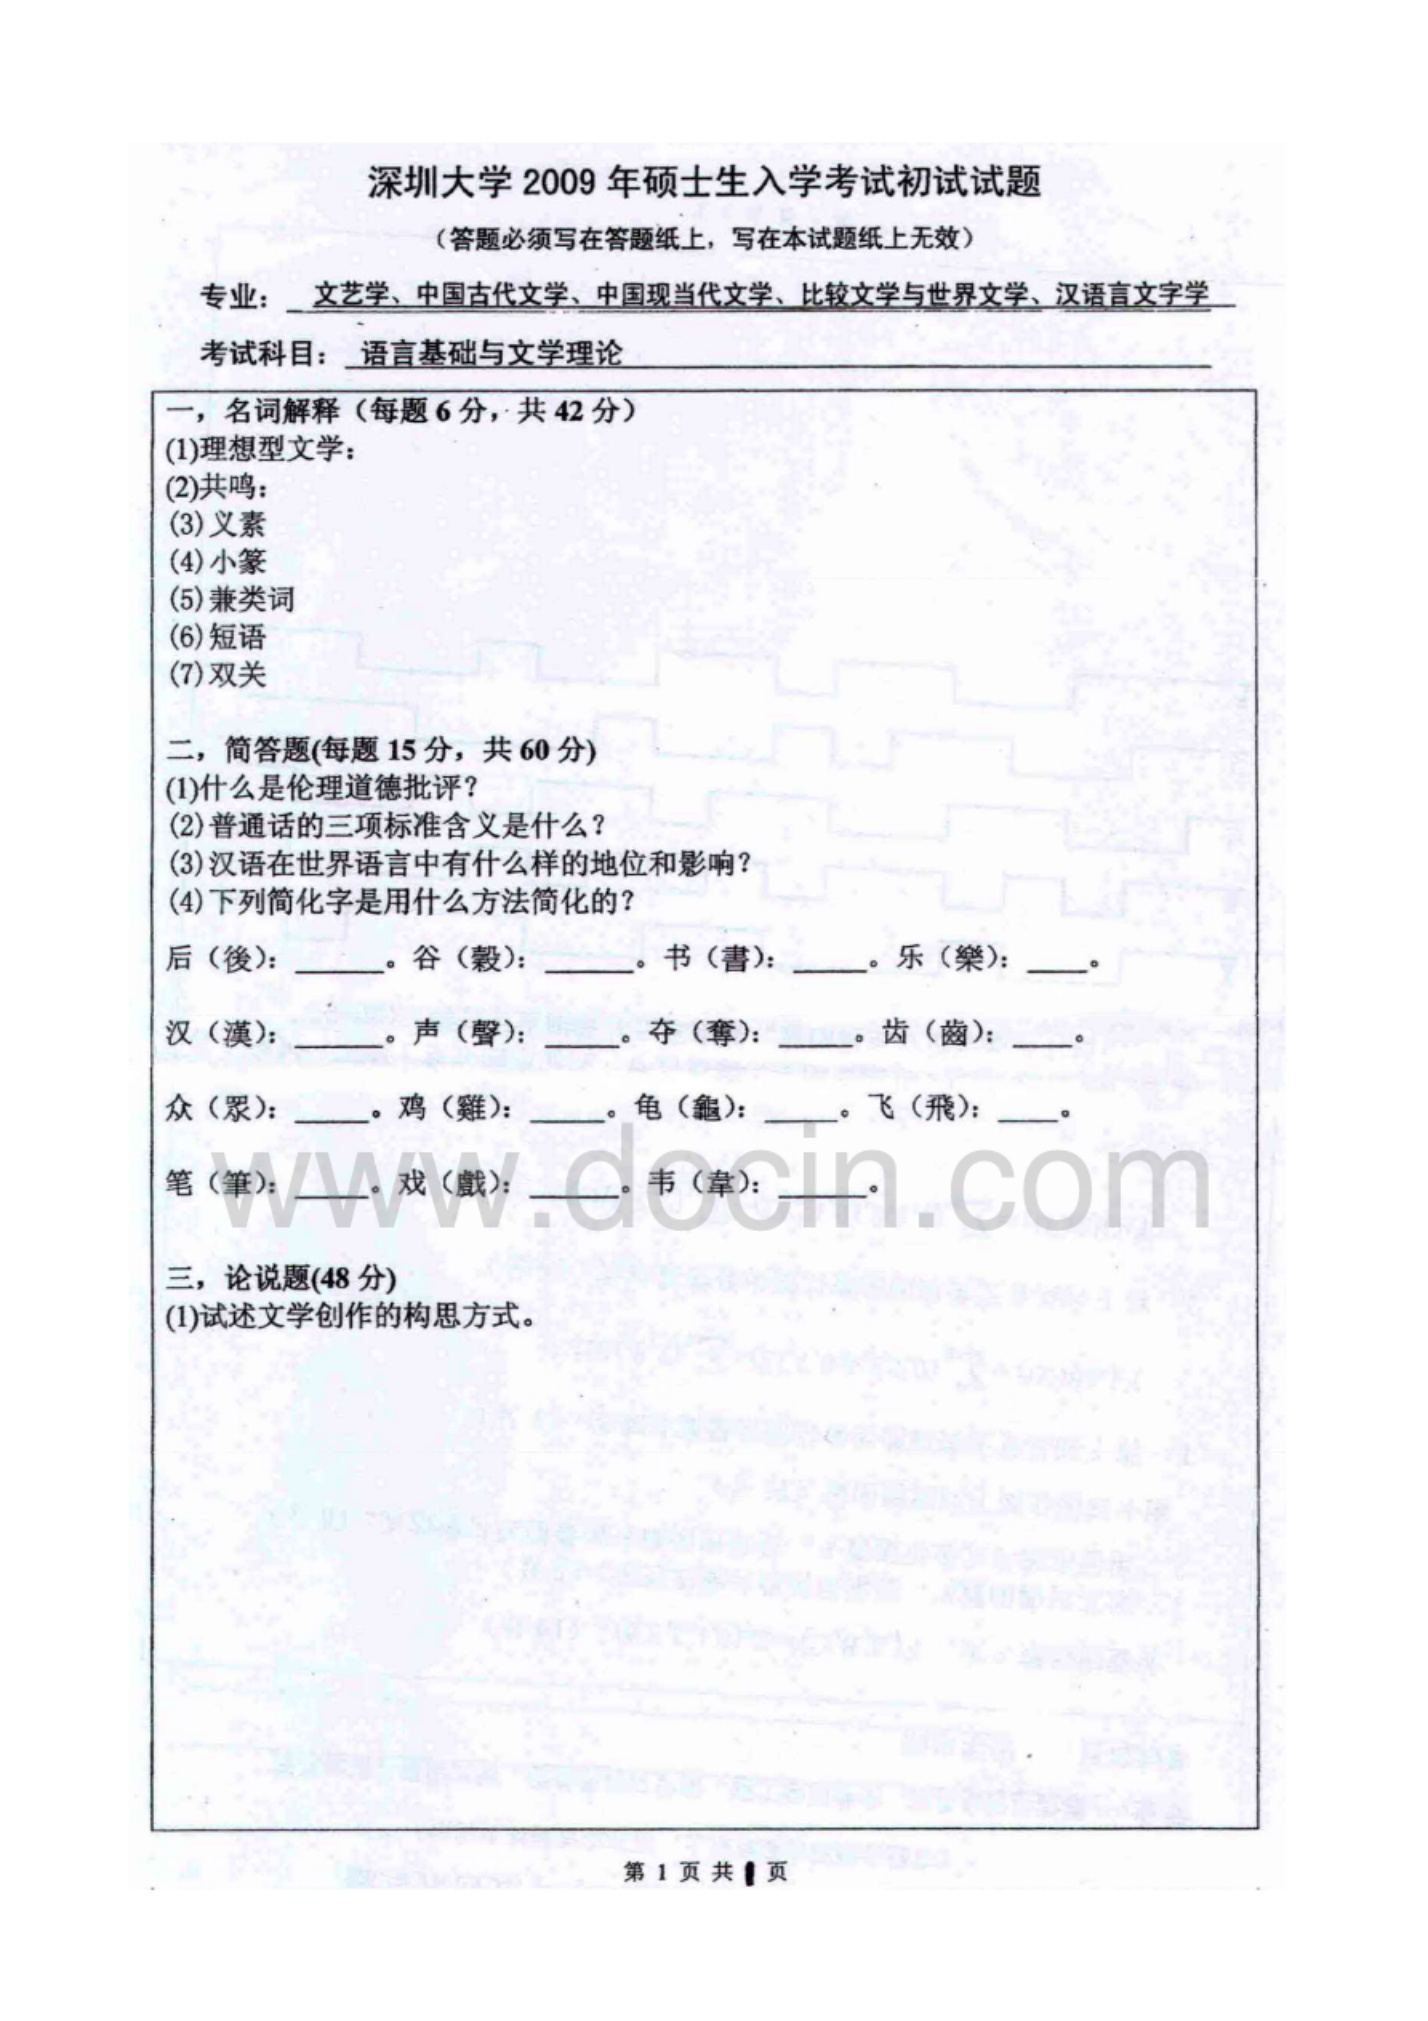 深圳大学 2009 年硕士生入学考试初试试题
（答题必须写在答题纸上，写在本试题纸上无效）
专业： 文艺学、中国古代文学、中国现当代文学、比较文学与世界文学、汉语言文字学
考试科目： 语言基础与文学理论
一，名词解释（每题 6 分，共 42 分）
(1)理想型文学：
(2)共鸣：
(3)义素
(4)小篆
(5)兼类词
(6)短语
(7)双关
二，简答题(每题 15 分，共 60 分)
(1)什么是伦理道德批评？
(2)普通话的三项标准含义是什么？
(3)汉语在世界语言中有什么样的地位和影响？
(4)下列简化字是用什么方法简化的？
后（後）：______。谷（穀）：______。书（書）：_____。乐（樂）：____。
汉（漢）：______。声（聲）：_____。夺（奪）：_____。齿（齒）：____。
众（眾）：_____。鸡（雞）：_____。龟（龜）：_____。飞（飛）：____。
笔（筆）：_____。戏（戲）：______。韦（韋）：______。
www.docin.com
三，论说题(48 分)
(1)试述文学创作的构思方式。
第 1 页 共 页